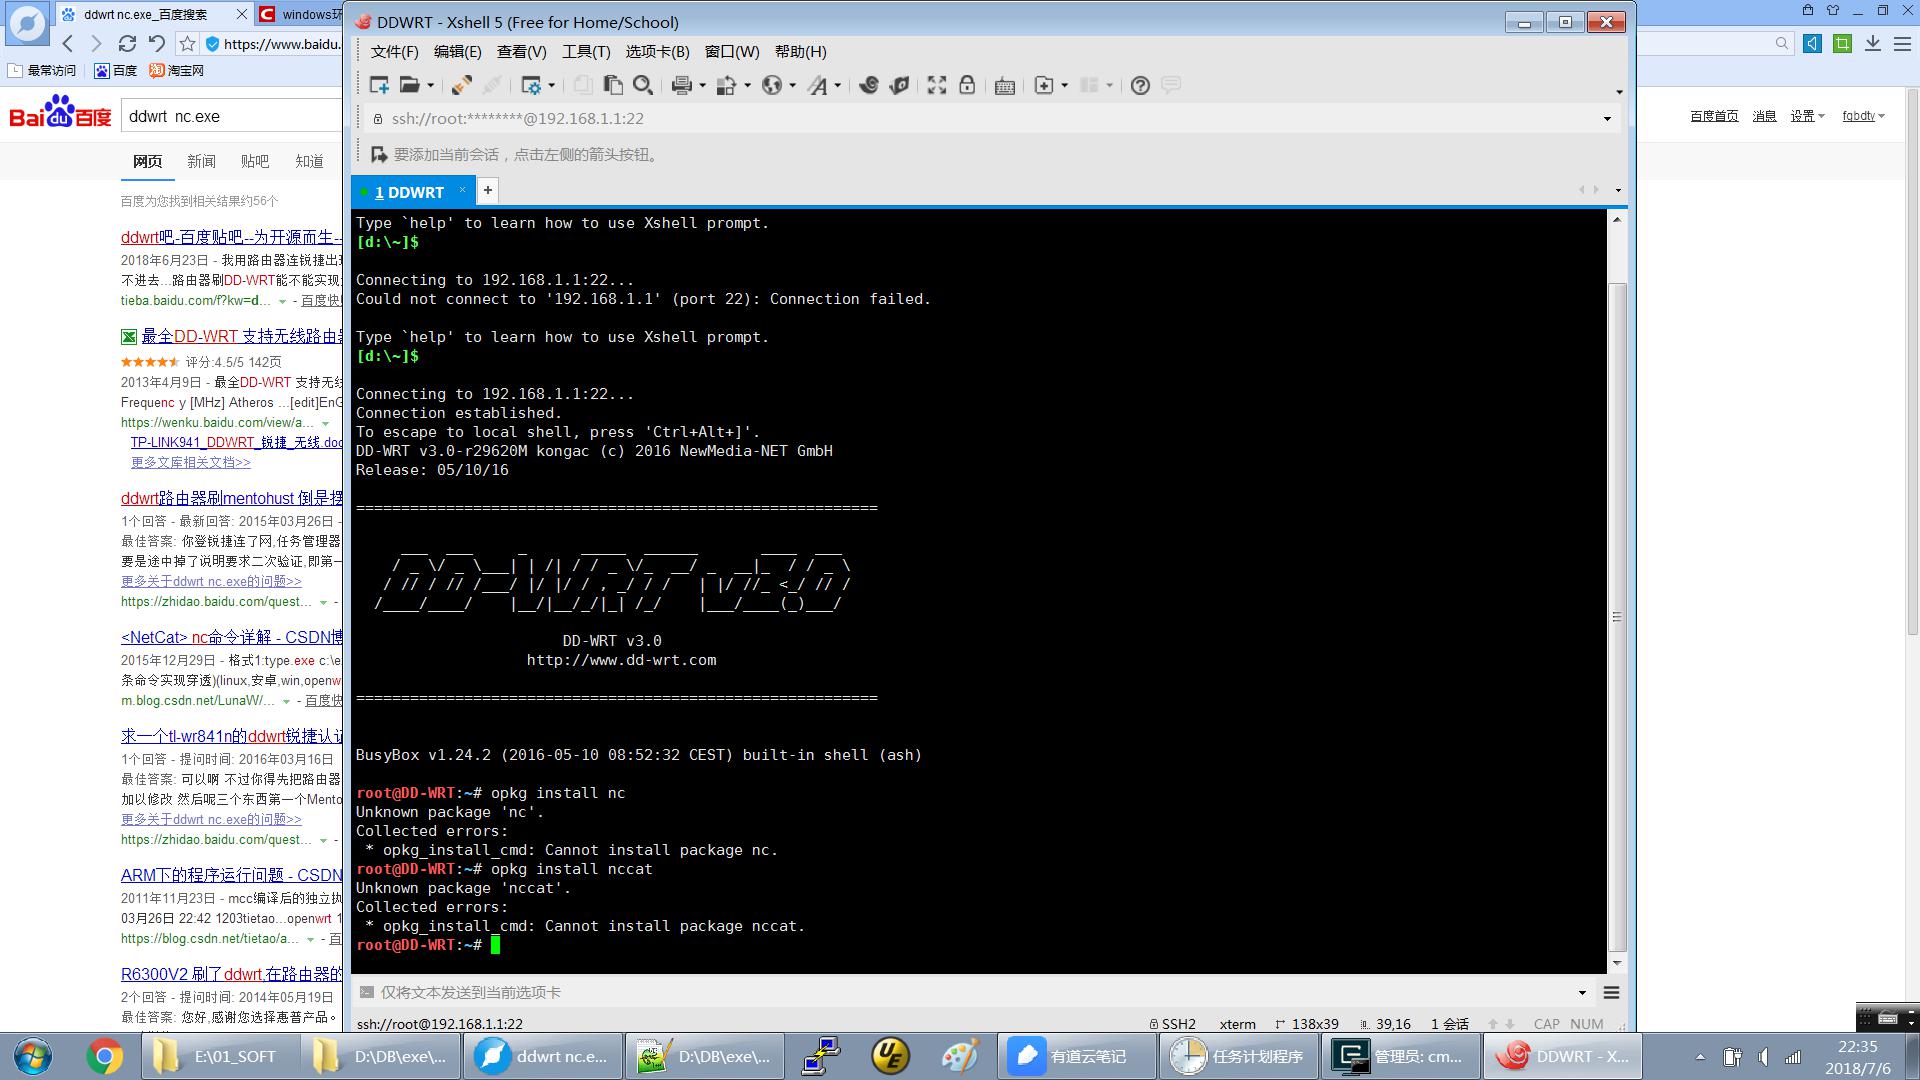 ddwrt nc.exe_百度搜索
windows环
https://www.baidu.
最常访问
百度
淘宝网
Bai du 百度
ddwrt  nc.exe
百度首页
消息
设置
fqbdty
网页
新闻
贴吧
知道
百度为您找到相关结果约56个
ddwrt吧-百度贴吧--为开源而生--
2018年6月23日 - 我用路由器连锐捷出现
不进去...路由器刷DD-WRT能不能实现
tieba.baidu.com/f?kw=d... - 百度快
最全DD-WRT 支持无线路由器
评分:4.5/5 142页
2013年4月9日 - 最全DD-WRT 支持无线
Frequenc y [MHz] Atheros ...[edit]EnG
https://wenku.baidu.com/view/a...
TP-LINK941_DDWRT_锐捷_无线.doc
更多文库相关文档>>
ddwrt路由器刷mentohust 倒是摆
1个回答 - 最新回答: 2015年03月26日 -
最佳答案: 你登锐捷连了网,任务管理器
要是途中掉了说明要求二次验证,即第一
更多关于ddwrt nc.exe的问题>>
https://zhidao.baidu.com/quest... -
<NetCat> nc命令详解 - CSDN博
2015年12月29日 - 格式1:type.exe c:\e
条命令实现穿透)(linux,安卓,win,openw
m.blog.csdn.net/LunaW/... - 百度快
求一个tl-wr841n的ddwrt锐捷认证
1个回答 - 提问时间: 2016年03月16日
最佳答案: 可以啊 不过你得先把路由器
加以修改 然后呢三个东西第一个Mento
更多关于ddwrt nc.exe的问题>>
https://zhidao.baidu.com/quest... -
ARM下的程序运行问题 - CSDN
2011年11月23日 - mcc编译后的独立执
03月26日 22:42 1203tietao...openwrt 1
https://blog.csdn.net/tietao/a... - 百
R6300V2 刷了ddwrt,在路由器的
2个回答 - 提问时间: 2014年05月19日
最佳答案: 您好,感谢您选择惠普产品。
DDWRT - Xshell 5 (Free for Home/School)
文件(F) 编辑(E) 查看(V) 工具(T) 选项卡(B) 窗口(W) 帮助(H)
ssh://root:********@192.168.1.1:22
要添加当前会话，点击左侧的箭头按钮。
1 DDWRT × +
Type `help' to learn how to use Xshell prompt.
[d:\~]$
Connecting to 192.168.1.1:22...
Could not connect to '192.168.1.1' (port 22): Connection failed.
Type `help' to learn how to use Xshell prompt.
[d:\~]$
Connecting to 192.168.1.1:22...
Connection established.
To escape to local shell, press 'Ctrl+Alt+]'.
DD-WRT v3.0-r29620M kongac (c) 2016 NewMedia-NET GmbH
Release: 05/10/16
==========================================================
     ___  ___     _      _____  ______       ____  ___
    / _ \/ _ \___| | /| / / _ \/_  __/ _  __|_  / / _ \
   / // / // /___/ |/ |/ / , _/ / /   | |/ //_ <_/ // /
  /____/____/    |__/|__/_/|_| /_/    |___/____(_)___/
DD-WRT v3.0
http://www.dd-wrt.com
==========================================================
BusyBox v1.24.2 (2016-05-10 08:52:32 CEST) built-in shell (ash)
root@DD-WRT:~# opkg install nc
Unknown package 'nc'.
Collected errors:
 * opkg_install_cmd: Cannot install package nc.
root@DD-WRT:~# opkg install nccat
Unknown package 'nccat'.
Collected errors:
 * opkg_install_cmd: Cannot install package nccat.
root@DD-WRT:~#
仅将文本发送到当前选项卡
ssh://root@192.168.1.1:22
SSH2 xterm 138x39 39,16 1 会话 CAP NUM
E:\01_SOFT
D:\DB\exe\...
ddwrt nc.e...
D:\DB\exe\...
UE
有道云笔记
任务计划程序
管理员: cm...
DDWRT - X...
22:35
2018/7/6